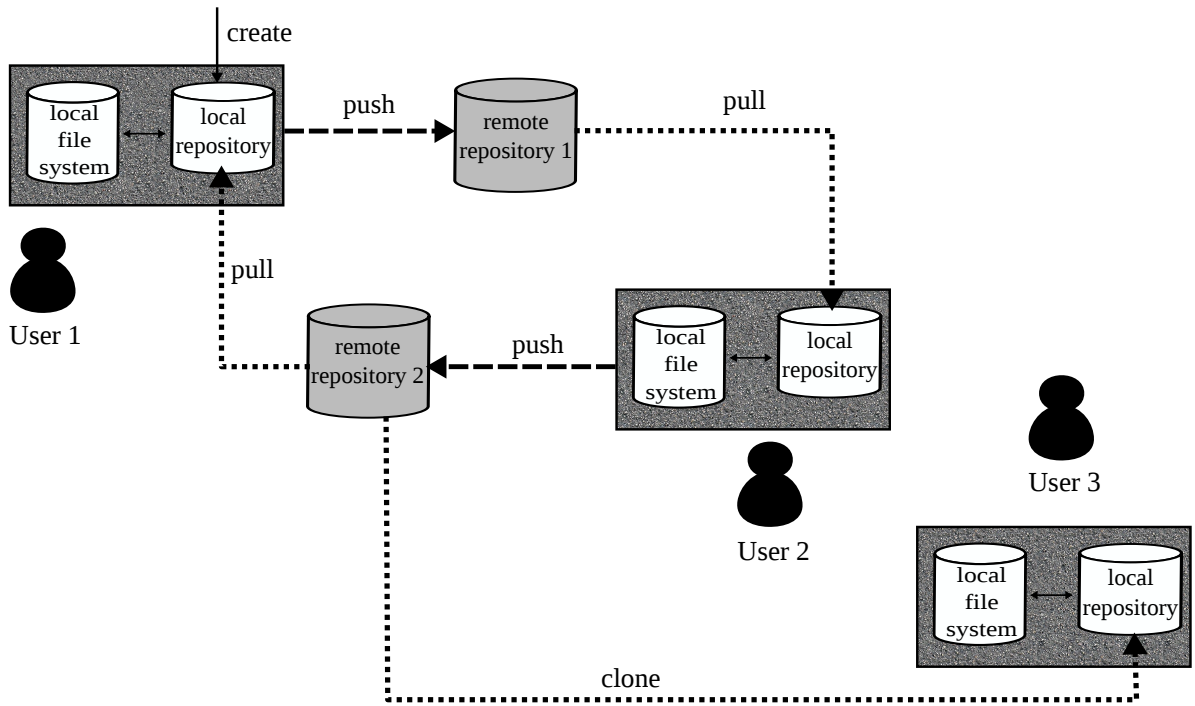 create
local
file
system
local
repository
push
remote
repository 1
pull
User 1
pull
remote
repository 2
push
local
file
system
local
repository
User 2
User 3
local
file
system
local
repository
clone